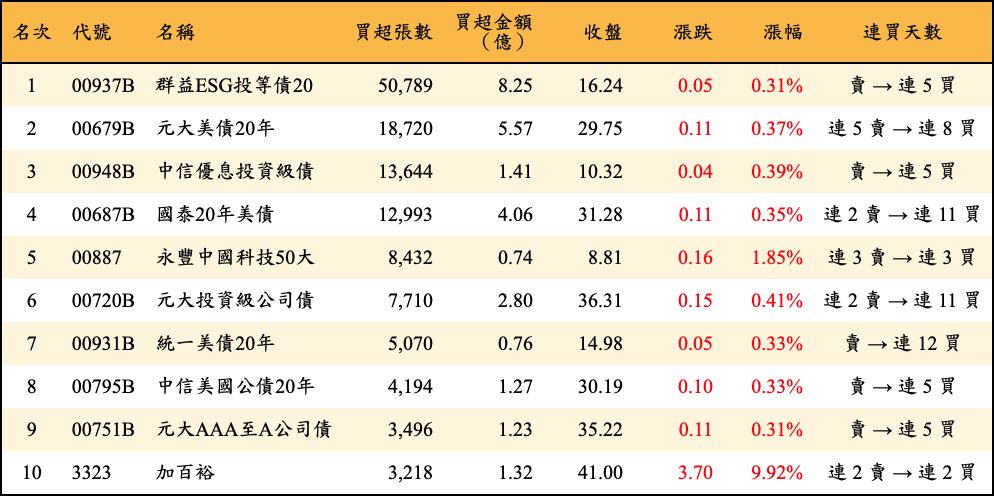 名次 代號 名稱 買超張數 買超金額（億） 收盤 漲跌 漲幅 連買天數
1 00937B 群益ESG投等債20 50,789 8.25 16.24 0.05 0.31% 賣 → 連 5 買
2 00679B 元大美債20年 18,720 5.57 29.75 0.11 0.37% 連 5 賣 → 連 8 買
3 00948B 中信優息投資級債 13,644 1.41 10.32 0.04 0.39% 賣 → 連 5 買
4 00687B 國泰20年美債 12,993 4.06 31.28 0.11 0.35% 連 2 賣 → 連 11 買
5 00887 永豐中國科技50大 8,432 0.74 8.81 0.16 1.85% 連 3 賣 → 連 3 買
6 00720B 元大投資級公司債 7,710 2.80 36.31 0.15 0.41% 連 2 賣 → 連 11 買
7 00931B 統一美債20年 5,070 0.76 14.98 0.05 0.33% 賣 → 連 12 買
8 00795B 中信美國公債20年 4,194 1.27 30.19 0.10 0.33% 賣 → 連 5 買
9 00751B 元大AAA至A公司債 3,496 1.23 35.22 0.11 0.31% 賣 → 連 5 買
10 3323 加百裕 3,218 1.32 41.00 3.70 9.92% 連 2 賣 → 連 2 買